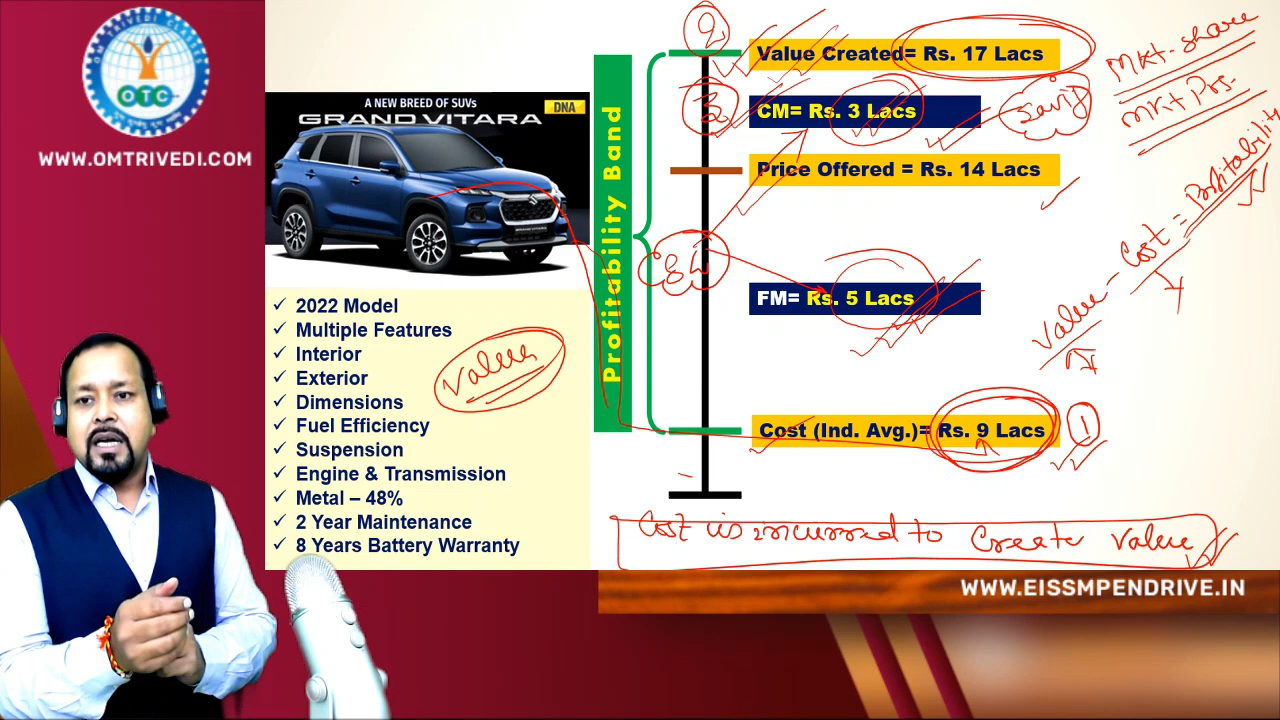 OM TRIVEDI CLASSES
OTC
WWW.OMTRIVEDI.COM
A NEW BREED OF SUVs
DNA
GRAND VITARA
2022 Model
Multiple Features
Interior
Exterior
Dimensions
Fuel Efficiency
Suspension
Engine & Transmission
Metal – 48%
2 Year Maintenance
8 Years Battery Warranty
Value
Profitability Band
2
Value Created= Rs. 17 Lacs
3
CM= Rs. 3 Lacs
Price Offered = Rs. 14 Lacs
FM= Rs. 5 Lacs
Cost (Ind. Avg.)= Rs. 9 Lacs
1
Mkt-share
Mkt
Value - Cost = Profitability
Cost is incurred to Create Value
WWW.EISSMPENDRIVE.IN